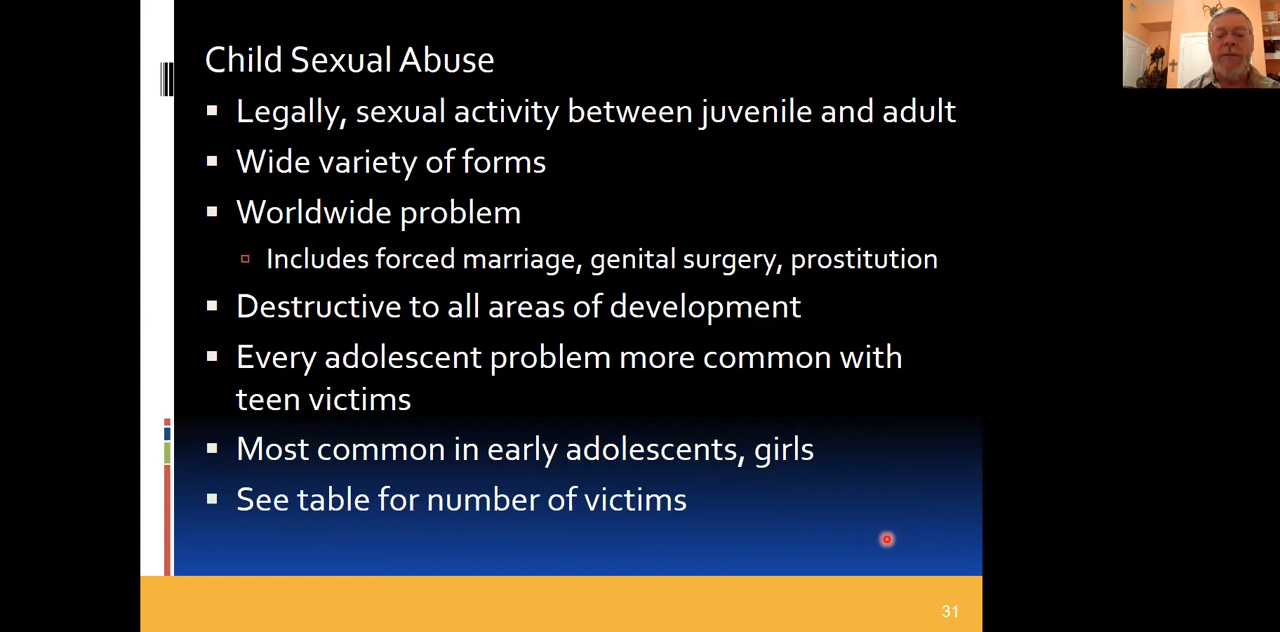 Child Sexual Abuse
Legally, sexual activity between juvenile and adult
Wide variety of forms
Worldwide problem
Includes forced marriage, genital surgery, prostitution
Destructive to all areas of development
Every adolescent problem more common with
teen victims
Most common in early adolescents, girls
See table for number of victims
31